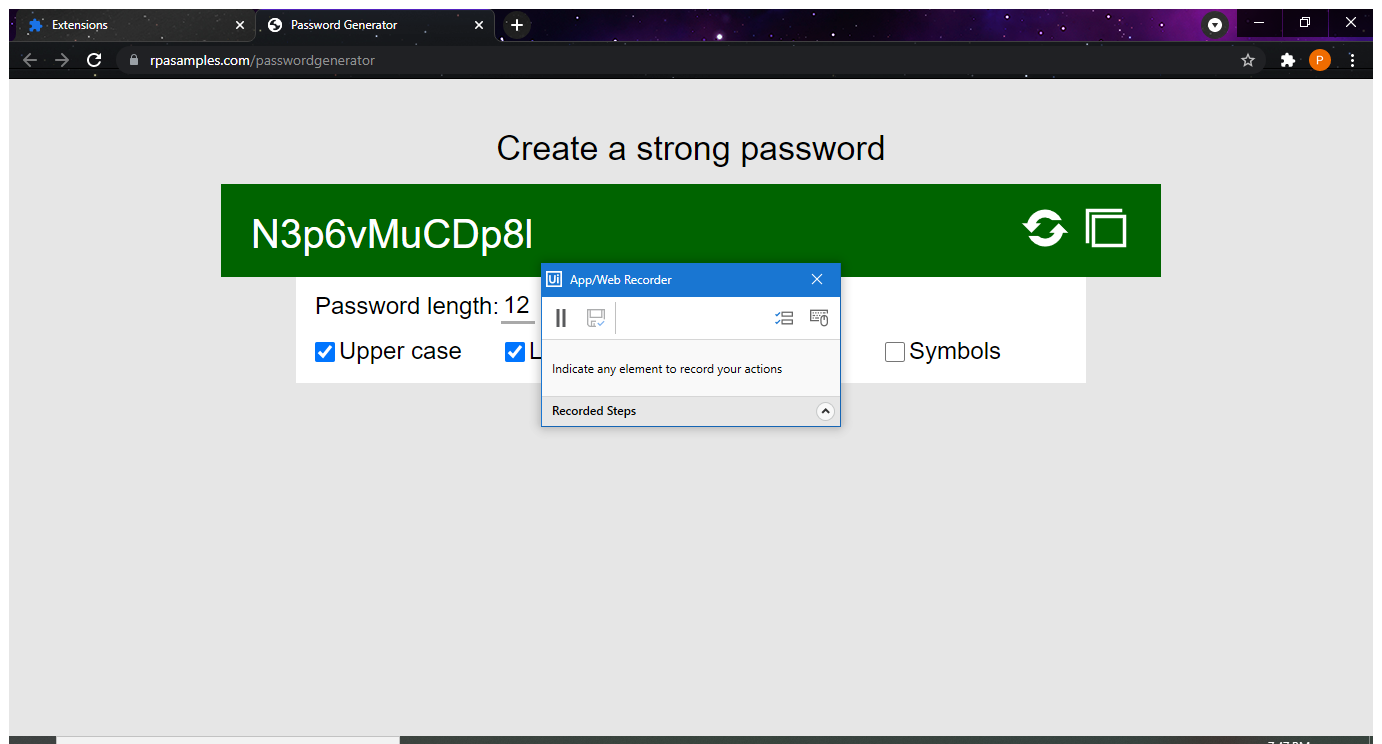 Extensions
Password Generator
rpasamples.com/passwordgenerator
P
Create a strong password
N3p6vMuCDp8l
Ui App/Web Recorder
Password length: 12
Upper case
Symbols
Indicate any element to record your actions
Recorded Steps